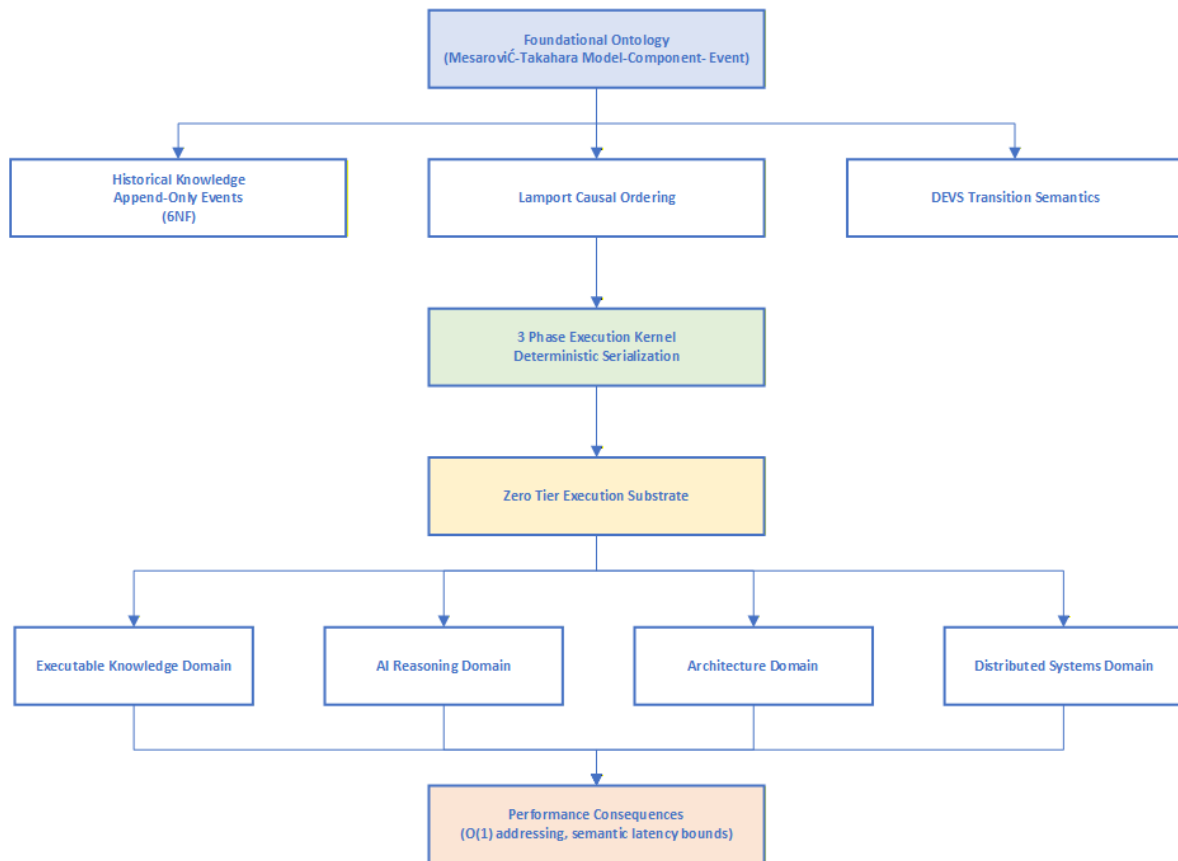 Foundational Ontology
(MesaroviĆ-Takahara Model-Component- Event)
Historical Knowledge
Append-Only Events
(6NF)
Lamport Causal Ordering
DEVS Transition Semantics
3 Phase Execution Kernel
Deterministic Serialization
Zero Tier Execution Substrate
Executable Knowledge Domain
AI Reasoning Domain
Architecture Domain
Distributed Systems Domain
Performance Consequences
(O(1) addressing, semantic latency bounds)